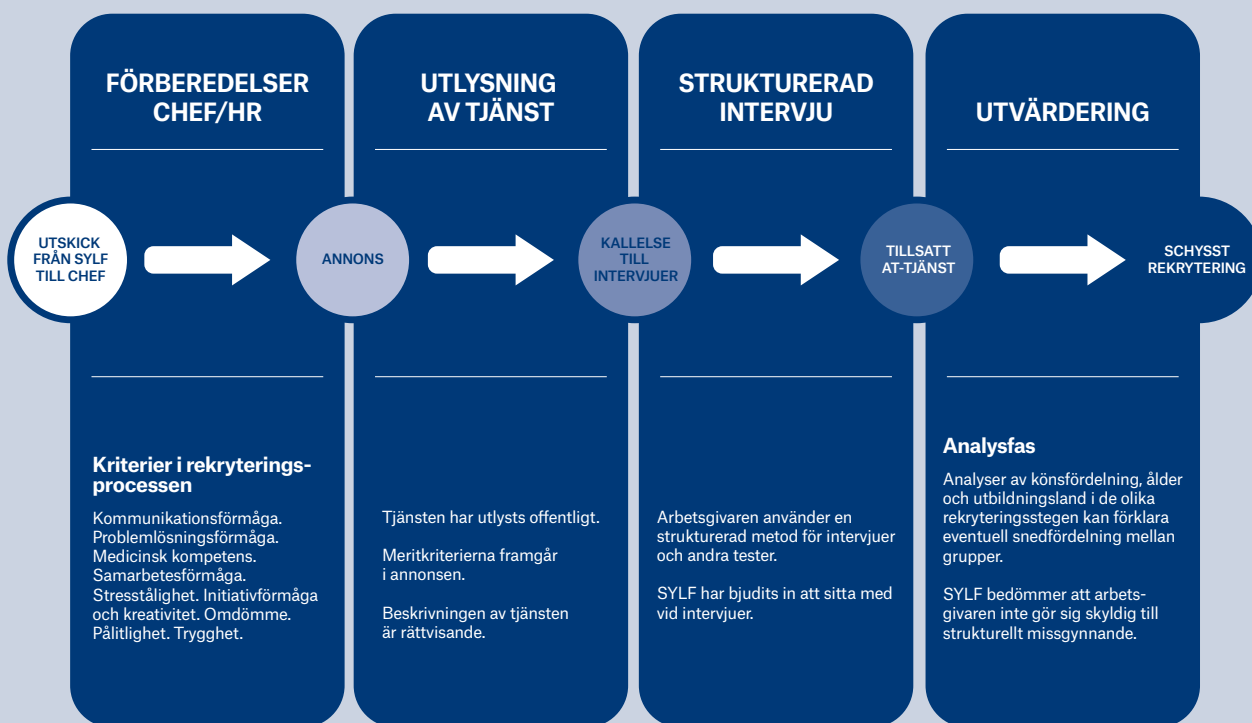 FÖRBEREDELSER
CHEF/HR
UTLYSNING
AV TJÄNST
STRUKTURERAD
INTERVJU
UTVÄRDERING
UTSKICK
FRÅN SYLF
TILL CHEF
ANNONS
KALLELSE
TILL
INTERVJUER
TILLSATT
AT-TJÄNST
SCHYSST
REKRYTERING
Kriterier i rekryterings-
processen
Kommunikationsförmåga.
Problemlösningsförmåga.
Medicinsk kompetens.
Samarbetesförmåga.
Stresstålighet. Initiativförmåga
och kreativitet. Omdömme.
Pålitlighet. Trygghet.
Tjänsten har utlysts offentligt.
Meritkriterierna framgår
i annonsen.
Beskrivningen av tjänsten
är rättvisande.
Arbetsgivaren använder en
strukturerad metod för intervjuer
och andra tester.
SYLF har bjudits in att sitta med
vid intervjuer.
Analysfas
Analyser av könsfördelning, ålder
och utbildningsland i de olika
rekryteringsstegen kan förklara
eventuell snedfördelning mellan
grupper.
SYLF bedömmer att arbets-
givaren inte gör sig skyldig till
strukturellt missgynnande.